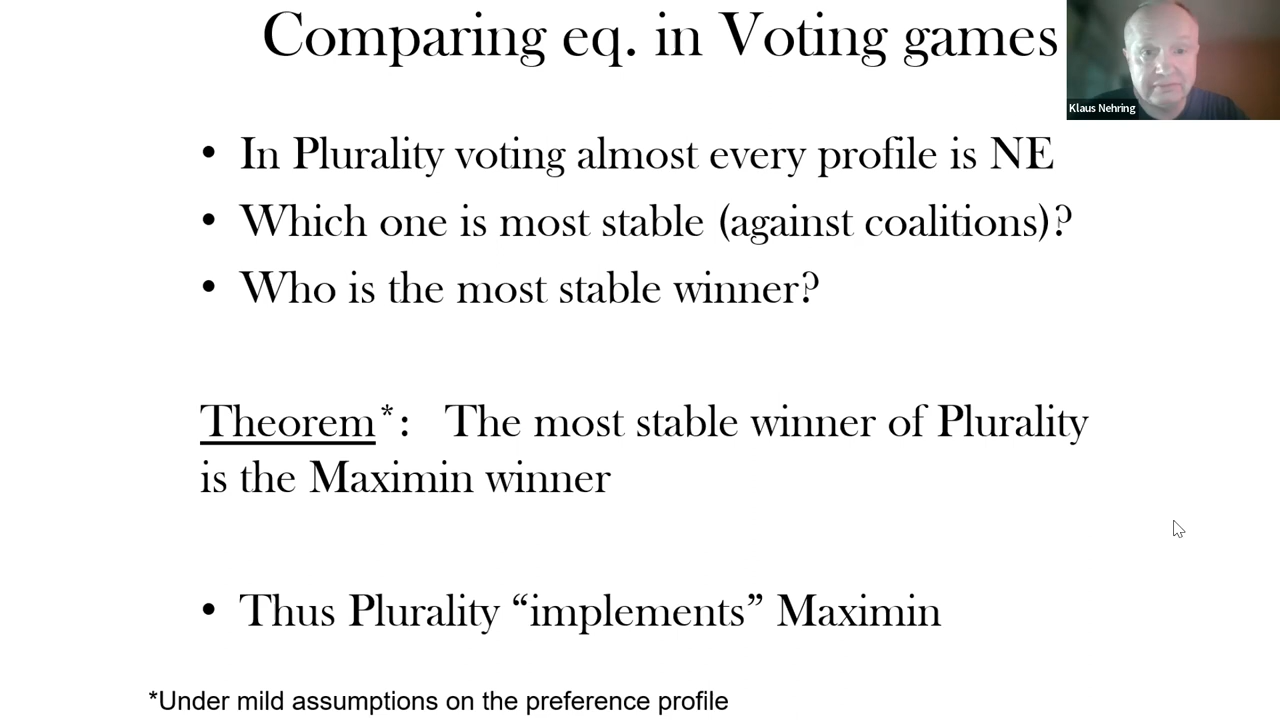 Comparing eq. in Voting games
Klaus Nehring
• In Plurality voting almost every profile is NE
• Which one is most stable (against coalitions)?
• Who is the most stable winner?
Theorem*: The most stable winner of Plurality
is the Maximin winner
• Thus Plurality “implements” Maximin
*Under mild assumptions on the preference profile